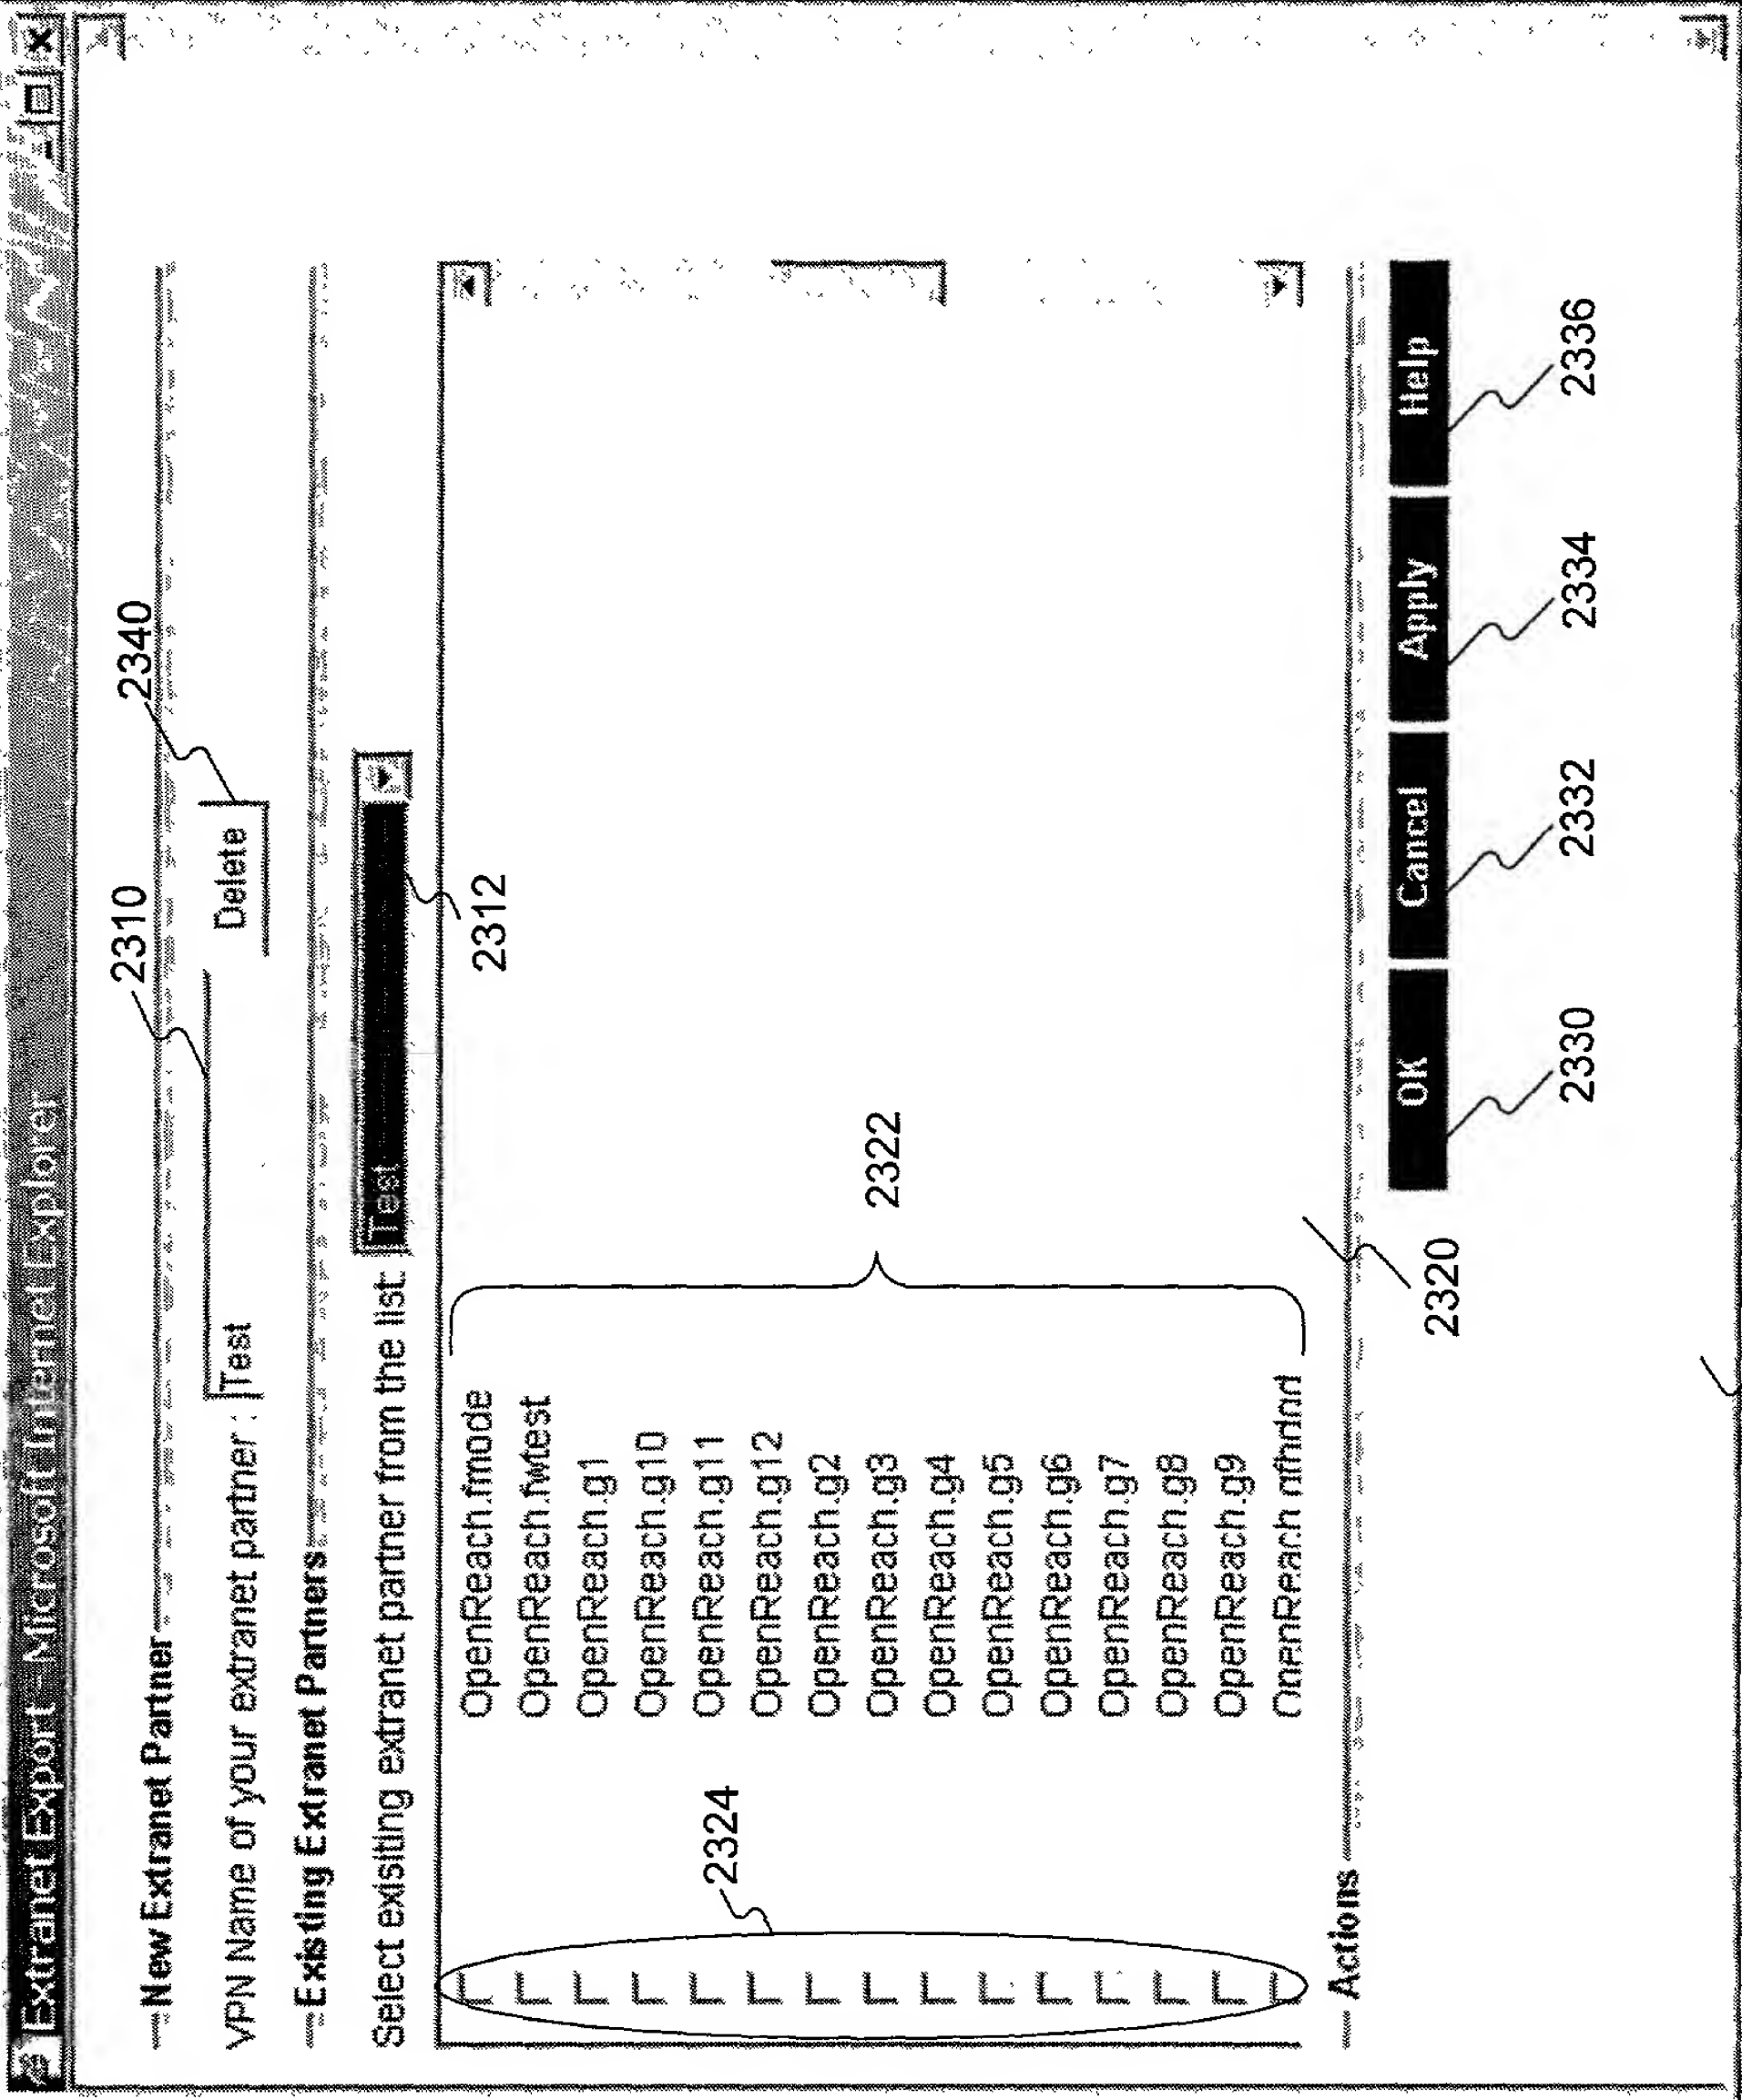 Extranet Export - Microsoft Internet Explorer
2310
2340
New Extranet Partner
VPN Name of your extranet partner : Test
Delete
Existing Extranet Partners
Select exisiting extranet partner from the list: Test
2312
OpenReach.fmode
OpenReach.fwtest
OpenReach.g1
OpenReach.g10
OpenReach.g11
2324
OpenReach.g12
OpenReach.g2
OpenReach.g3
2322
OpenReach.g4
OpenReach.g5
OpenReach.g6
OpenReach.g7
OpenReach.g8
OpenReach.g9
Actions
2320
OK Cancel Apply Help
2330 2332 2334 2336